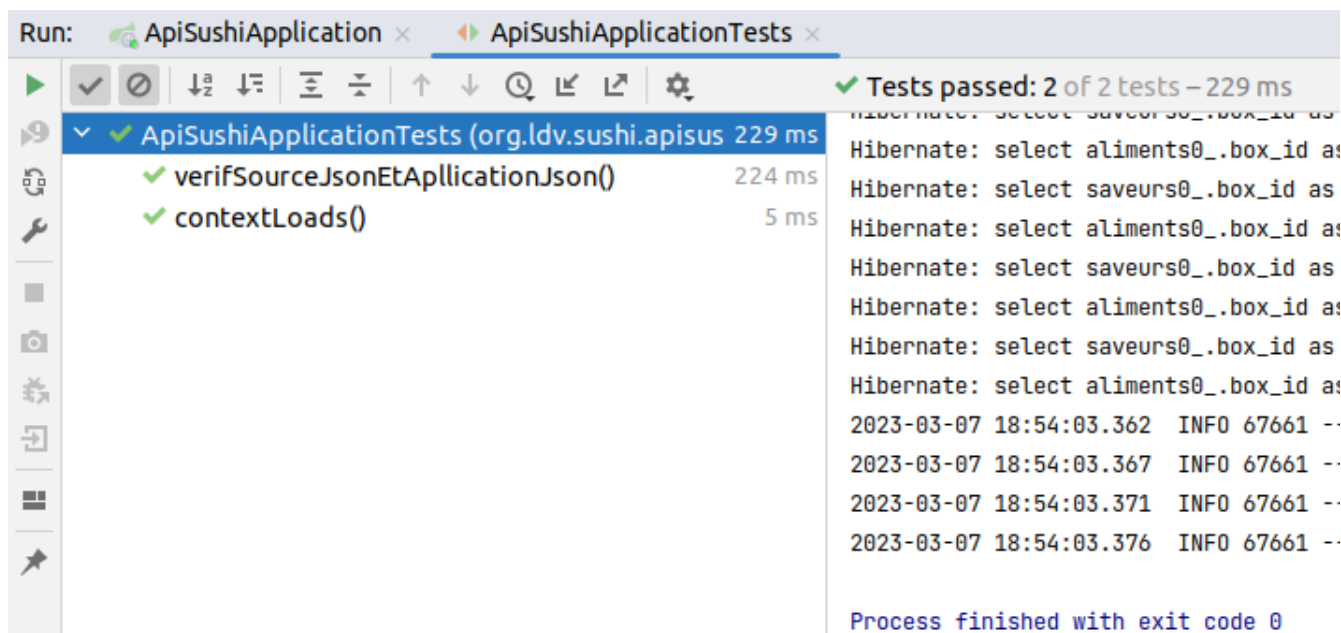 Run: ApiSushiApplication × ApiSushiApplicationTests ×
Tests passed: 2 of 2 tests – 229 ms
ApiSushiApplicationTests (org.ldv.sushi.apisus 229 ms
verifSourceJsonEtApllicationJson() 224 ms
contextLoads() 5 ms
Hibernate: select saveurs0_.box_id as
Hibernate: select aliments0_.box_id as
Hibernate: select saveurs0_.box_id as
Hibernate: select aliments0_.box_id as
Hibernate: select saveurs0_.box_id as
Hibernate: select aliments0_.box_id as
Hibernate: select saveurs0_.box_id as
Hibernate: select aliments0_.box_id as
2023-03-07 18:54:03.362 INFO 67661 --
2023-03-07 18:54:03.367 INFO 67661 --
2023-03-07 18:54:03.371 INFO 67661 --
2023-03-07 18:54:03.376 INFO 67661 --
Process finished with exit code 0